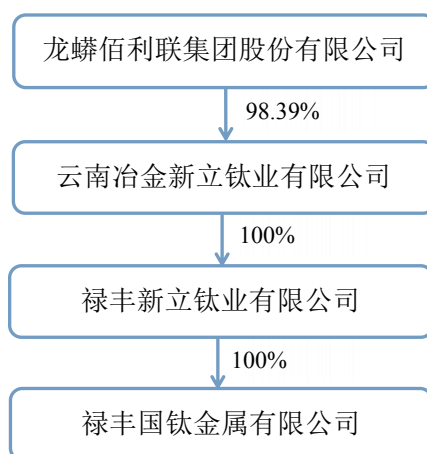 龙蟒佰利联集团股份有限公司
98.39%
云南冶金新立钛业有限公司
100%
禄丰新立钛业有限公司
100%
禄丰国钛金属有限公司